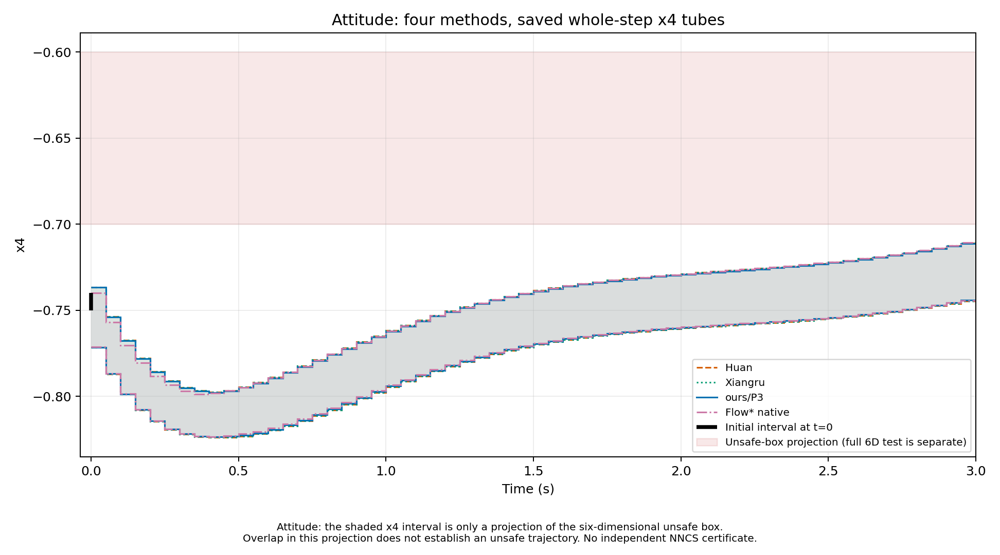 Attitude: four methods, saved whole-step x4 tubes
−0.60
−0.65
−0.70
−0.75
−0.80
x4
Huan
Xiangru
ours/P3
Flow* native
Initial interval at t=0
Unsafe-box projection (full 6D test is separate)
0.0 0.5 1.0 1.5 2.0 2.5 3.0
Time (s)
Attitude: the shaded x4 interval is only a projection of the six-dimensional unsafe box.
Overlap in this projection does not establish an unsafe trajectory. No independent NNCS certificate.